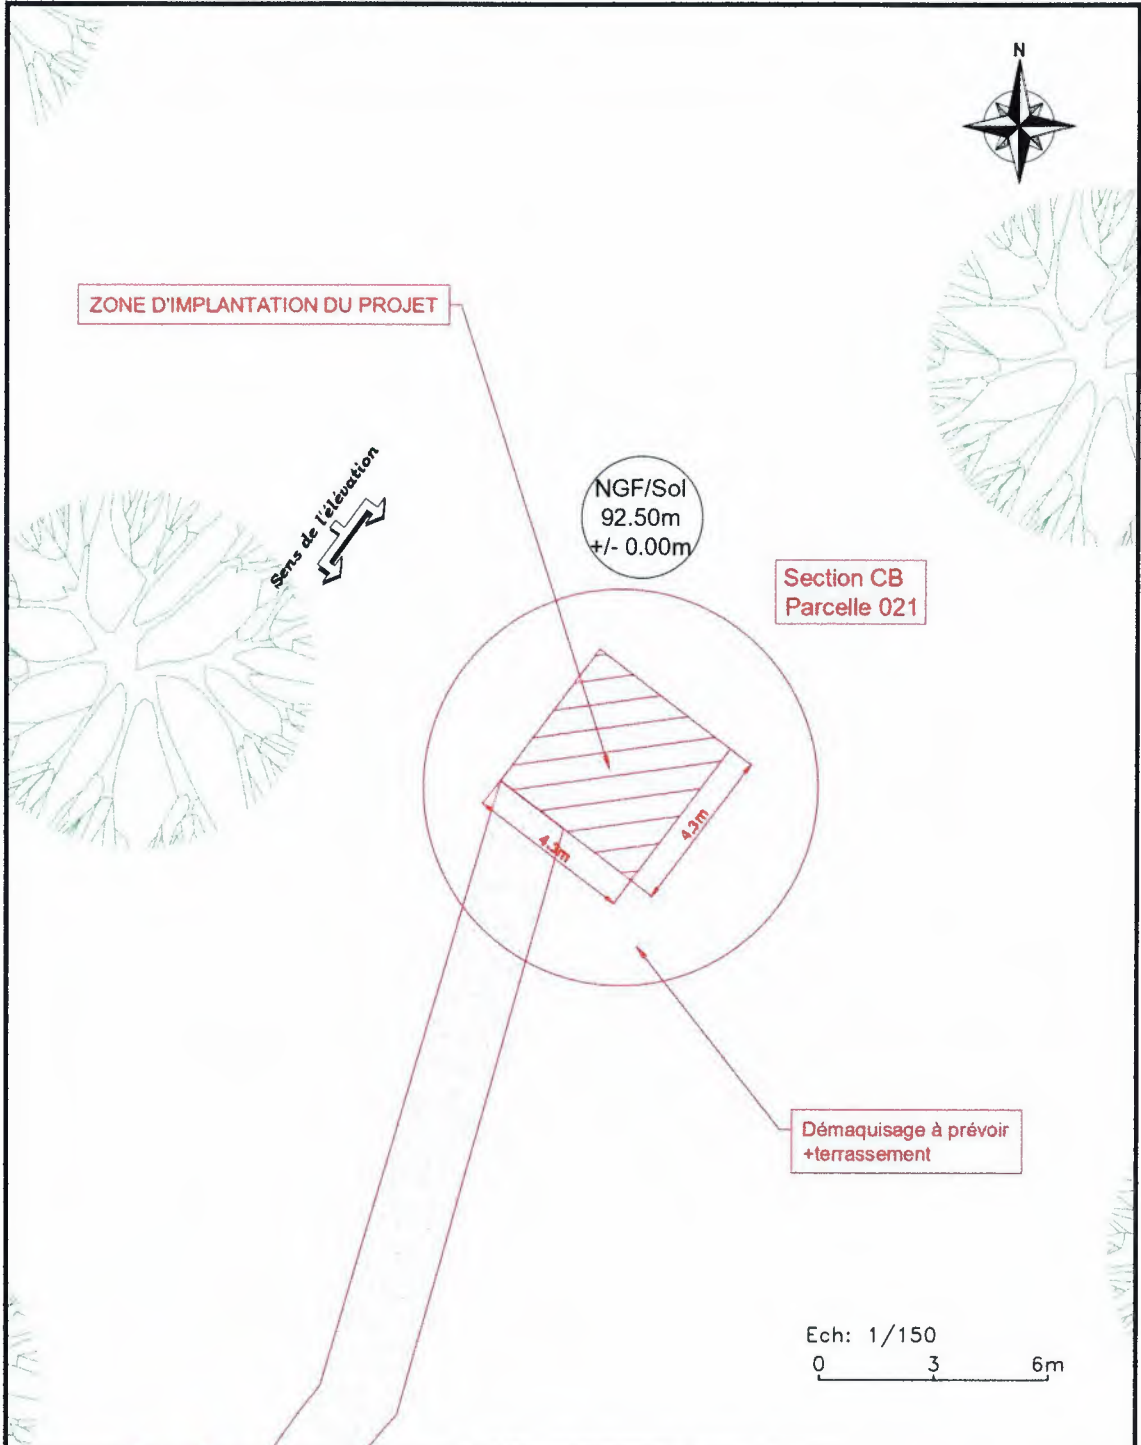 N
ZONE D'IMPLANTATION DU PROJET
Sens de l'élévation
NGF/Sol
92.50m
+/- 0.00m
Section CB
Parcelle 021
4.3m
4.3m
Démaquisage à prévoir
+terrassement
Ech: 1/150
0 3 6m